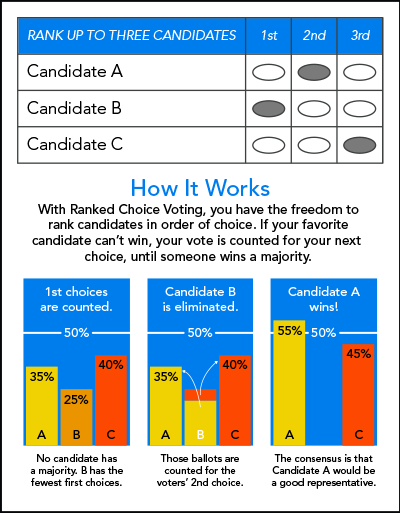 RANK UP TO THREE CANDIDATES 1st 2nd 3rd
Candidate A
Candidate B
Candidate C
How It Works
With Ranked Choice Voting, you have the freedom to
rank candidates in order of choice. If your favorite
candidate can't win, your vote is counted for your next
choice, until someone wins a majority.
1st choices
are counted.
50%
35%
25%
40%
A B C
No candidate has
a majority. B has the
fewest first choices.
Candidate B
is eliminated.
50%
35%
40%
A B C
Those ballots are
counted for the
voters' 2nd choice.
Candidate A
wins!
55% 50%
45%
A C
The consensus is that
Candidate A would be
a good representative.